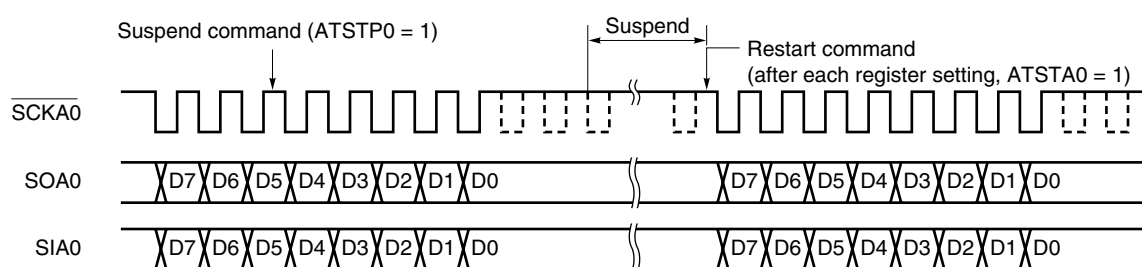 Suspend command (ATSTP0 = 1)
Suspend
Restart command
(after each register setting, ATSTA0 = 1)
SCKA0
SOA0 D7 D6 D5 D4 D3 D2 D1 D0 D7 D6 D5 D4 D3 D2 D1 D0
SIA0 D7 D6 D5 D4 D3 D2 D1 D0 D7 D6 D5 D4 D3 D2 D1 D0